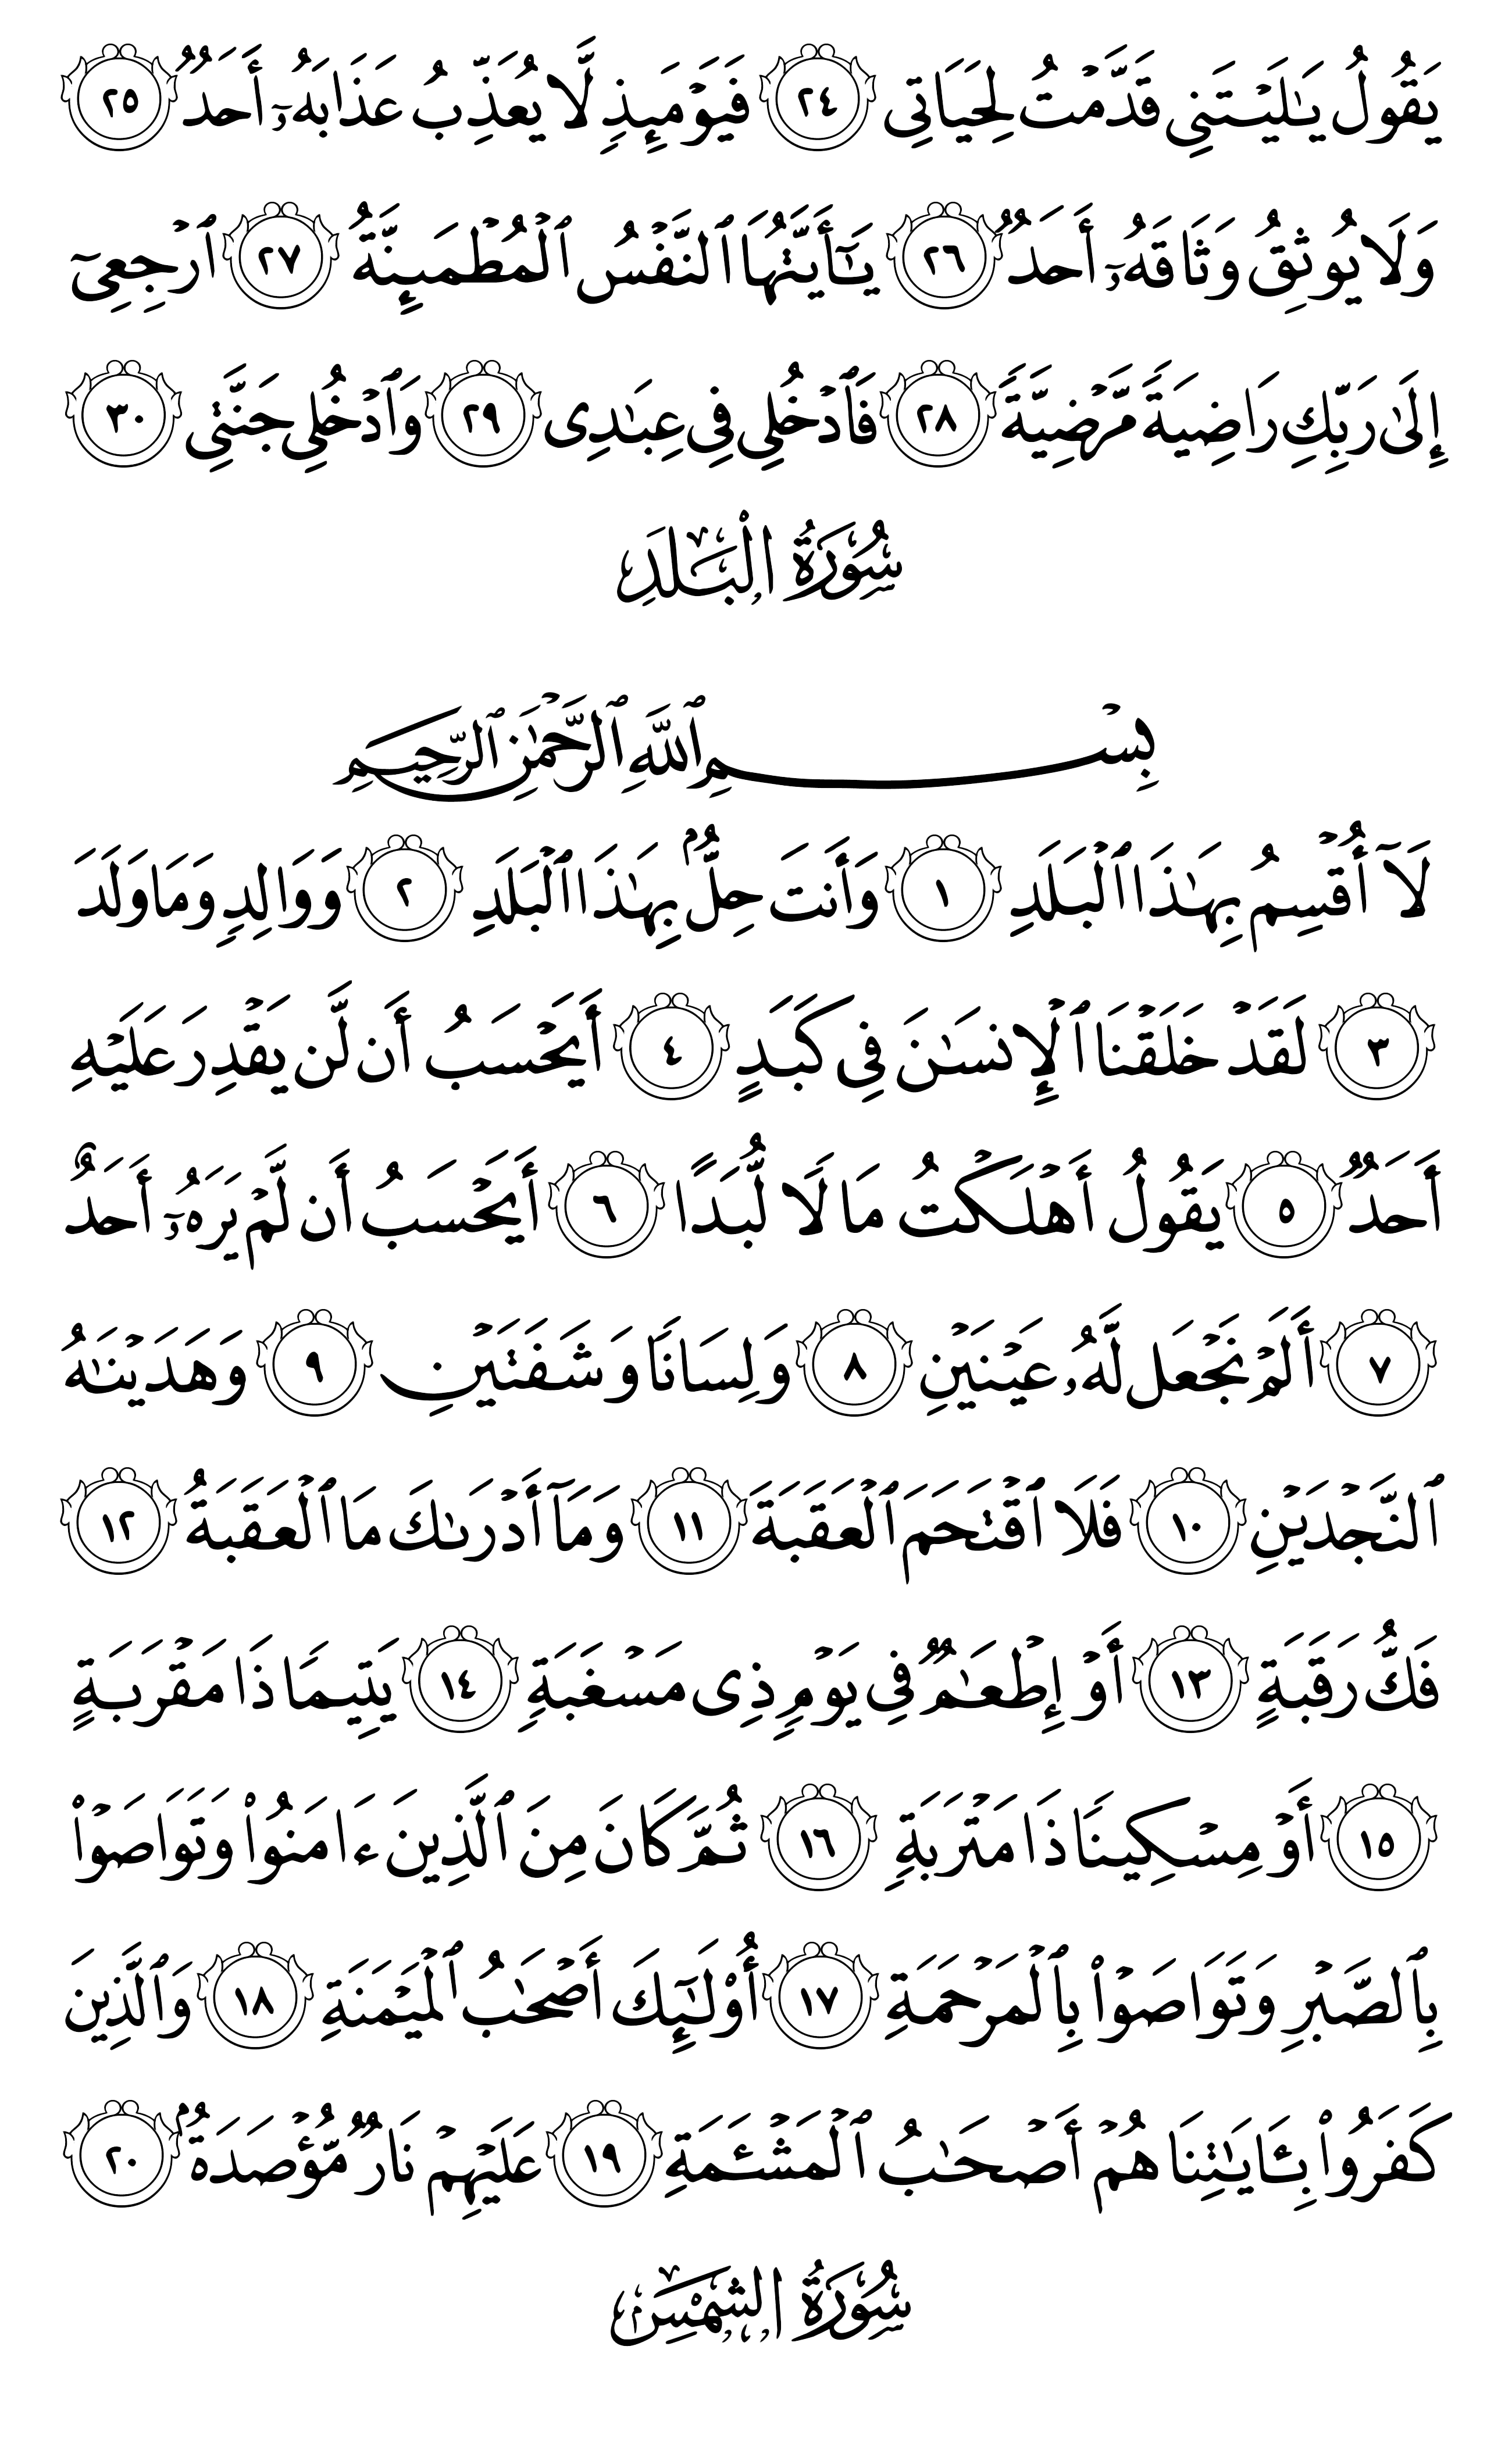 يَقُولُ يَـٰلَيْتَنِى قَدَّمْتُ لِحَيَاتِى ٢٤ فَيَوْمَئِذٍ لَّا يُعَذِّبُ عَذَابَهُۥٓ أَحَدٌ ٢٥
وَلَا يُوثِقُ وَثَاقَهُۥٓ أَحَدٌ ٢٦ يَـٰٓأَيَّتُهَا ٱلنَّفْسُ ٱلْمُطْمَئِنَّةُ ٢٧ ٱرْجِعِىٓ
إِلَىٰ رَبِّكِ رَاضِيَةً مَّرْضِيَّةً ٢٨ فَٱدْخُلِى فِى عِبَـٰدِى ٢٩ وَٱدْخُلِى جَنَّتِى ٣٠
سُورَةُ الْبَلَدِ
بِسْمِ ٱللَّهِ ٱلرَّحْمَـٰنِ ٱلرَّحِيمِ
لَآ أُقْسِمُ بِهَـٰذَا ٱلْبَلَدِ ١ وَأَنتَ حِلٌّۢ بِهَـٰذَا ٱلْبَلَدِ ٢ وَوَالِدٍ وَمَا وَلَدَ
٣ لَقَدْ خَلَقْنَا ٱلْإِنسَـٰنَ فِى كَبَدٍ ٤ أَيَحْسَبُ أَن لَّن يَقْدِرَ عَلَيْهِ
أَحَدٌ ٥ يَقُولُ أَهْلَكْتُ مَالًا لُّبَدًا ٦ أَيَحْسَبُ أَن لَّمْ يَرَهُۥٓ أَحَدٌ
٧ أَلَمْ نَجْعَل لَّهُۥ عَيْنَيْنِ ٨ وَلِسَانًا وَشَفَتَيْنِ ٩ وَهَدَيْنَـٰهُ
ٱلنَّجْدَيْنِ ١٠ فَلَا ٱقْتَحَمَ ٱلْعَقَبَةَ ١١ وَمَآ أَدْرَىٰكَ مَا ٱلْعَقَبَةُ ١٢
فَكُّ رَقَبَةٍ ١٣ أَوْ إِطْعَـٰمٌ فِى يَوْمٍ ذِى مَسْغَبَةٍ ١٤ يَتِيمًا ذَا مَقْرَبَةٍ
١٥ أَوْ مِسْكِينًا ذَا مَتْرَبَةٍ ١٦ ثُمَّ كَانَ مِنَ ٱلَّذِينَ ءَامَنُوا۟ وَتَوَاصَوْا۟
بِٱلصَّبْرِ وَتَوَاصَوْا۟ بِٱلْمَرْحَمَةِ ١٧ أُو۟لَـٰٓئِكَ أَصْحَـٰبُ ٱلْمَيْمَنَةِ ١٨ وَٱلَّذِينَ
كَفَرُوا۟ بِـَٔايَـٰتِنَا هُمْ أَصْحَـٰبُ ٱلْمَشْـَٔمَةِ ١٩ عَلَيْهِمْ نَارٌ مُّؤْصَدَةٌۢ ٢٠
سُورَةُ الشَّمْسِ